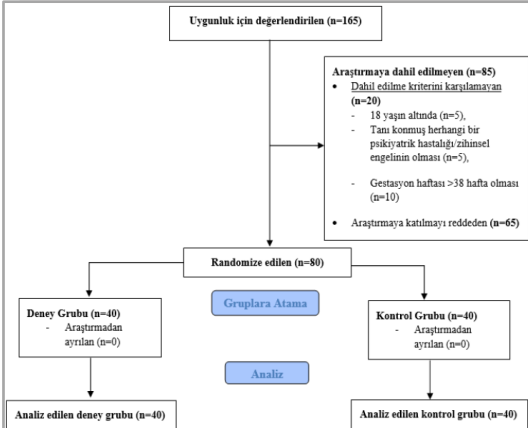 Uygunluk için değerlendirilen (n=165)
Araştırmaya dahil edilmeyen (n=85)
• Dahil edilme kriterini karşılamayan
(n=20)
- 18 yaşın altında (n=5),
- Tanı konmuş herhangi bir
psikiyatrik hastalığı/zihinsel
engelinin olması (n=5),
- Gestasyon haftası >38 hafta olması
(n=10)
• Araştırmaya katılmayı reddeden (n=65)
Randomize edilen (n=80)
Gruplara Atama
Deney Grubu (n=40)
- Araştırmadan
ayrılan (n=0)
Kontrol Grubu (n=40)
- Araştırmadan
ayrılan (n=0)
Analiz
Analiz edilen deney grubu (n=40)
Analiz edilen kontrol grubu (n=40)